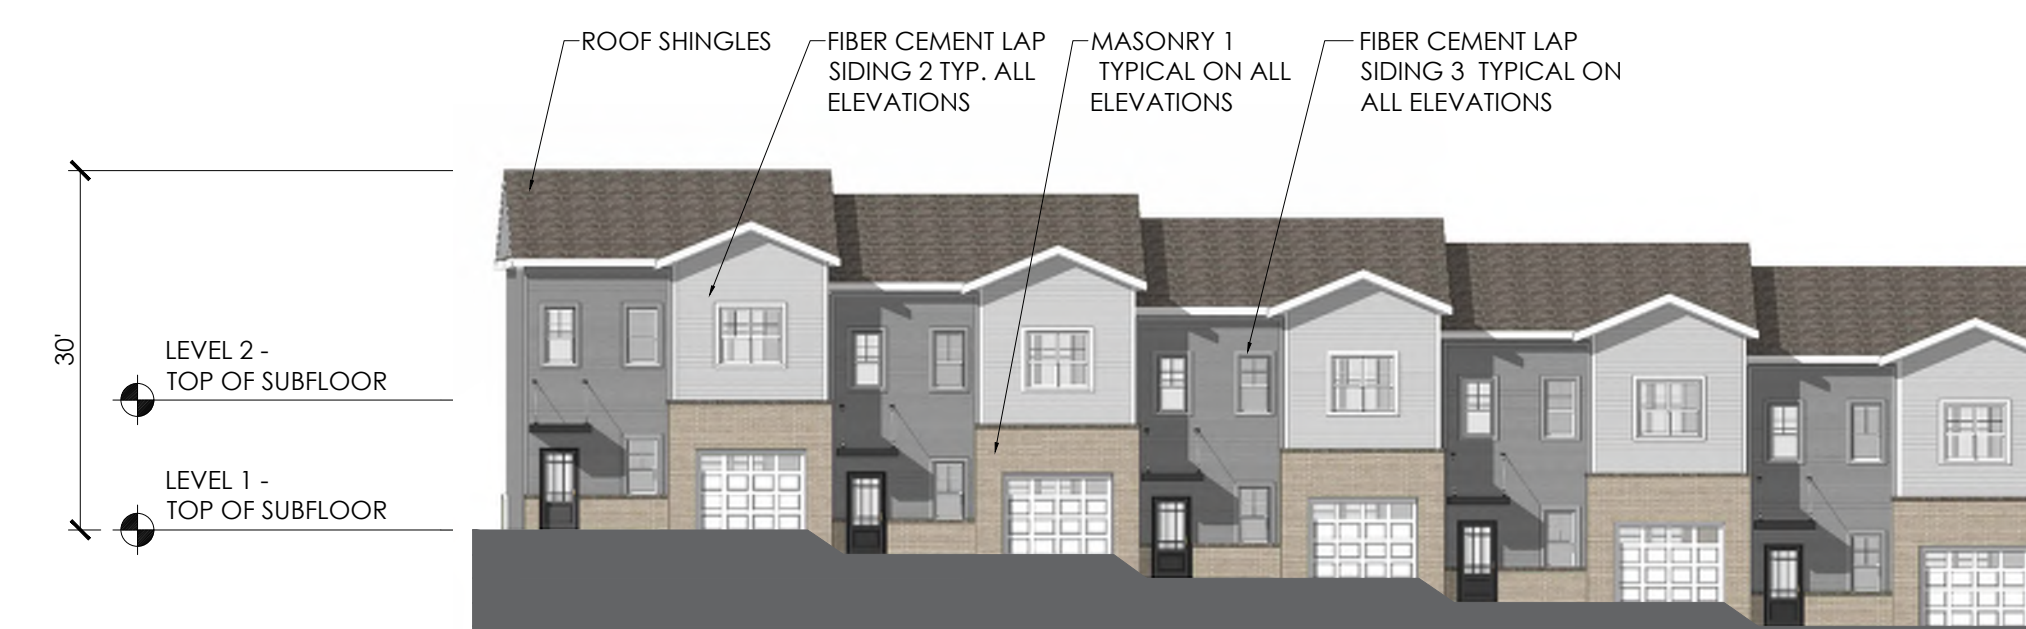 ROOF SHINGLES
FIBER CEMENT LAP
SIDING 2 TYP. ALL
ELEVATIONS
MASONRY 1
TYPICAL ON ALL
ELEVATIONS
FIBER CEMENT LAP
SIDING 3 TYPICAL ON
ALL ELEVATIONS
30'
LEVEL 2 -
TOP OF SUBFLOOR
LEVEL 1 -
TOP OF SUBFLOOR